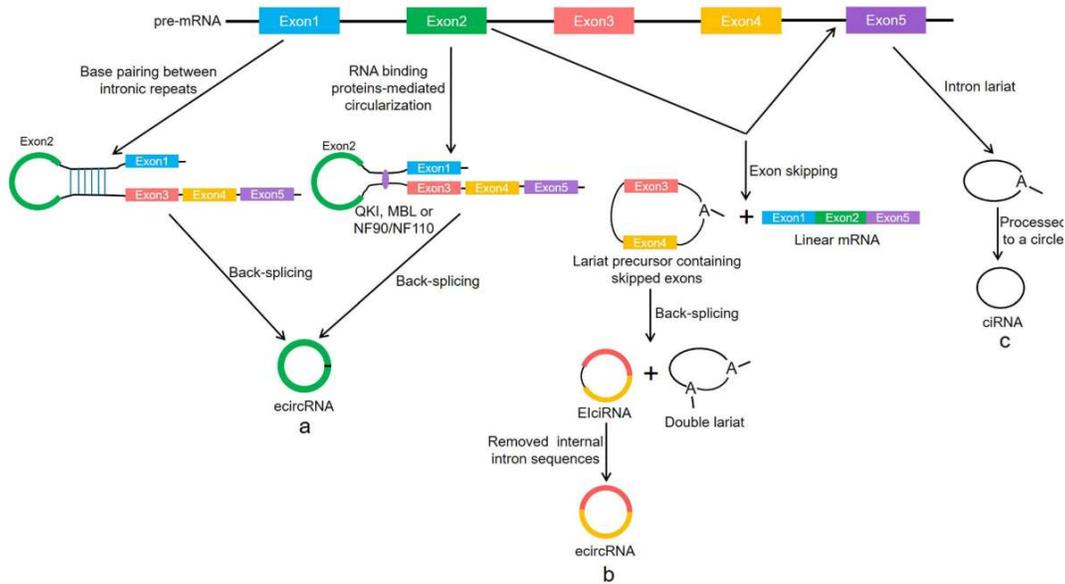 pre-mRNA
Exon1
Exon2
Exon3
Exon4
Exon5
Base pairing between
intronic repeats
RNA binding
proteins-mediated
circularization
Intron lariat
Exon2
Exon1
Exon3
Exon4
Exon5
Exon2
Exon1
Exon3
Exon4
Exon5
QKI, MBL or
NF90/NF110
Exon skipping
Exon3
A
Exon4
+
Exon1
Exon2
Exon5
Linear mRNA
Lariat precursor containing
skipped exons
A
Processed
to a circle
Back-splicing
Back-splicing
Back-splicing
ciRNA
c
ecircRNA
a
EIciRNA
+
A
A
Double lariat
Removed internal
intron sequences
ecircRNA
b